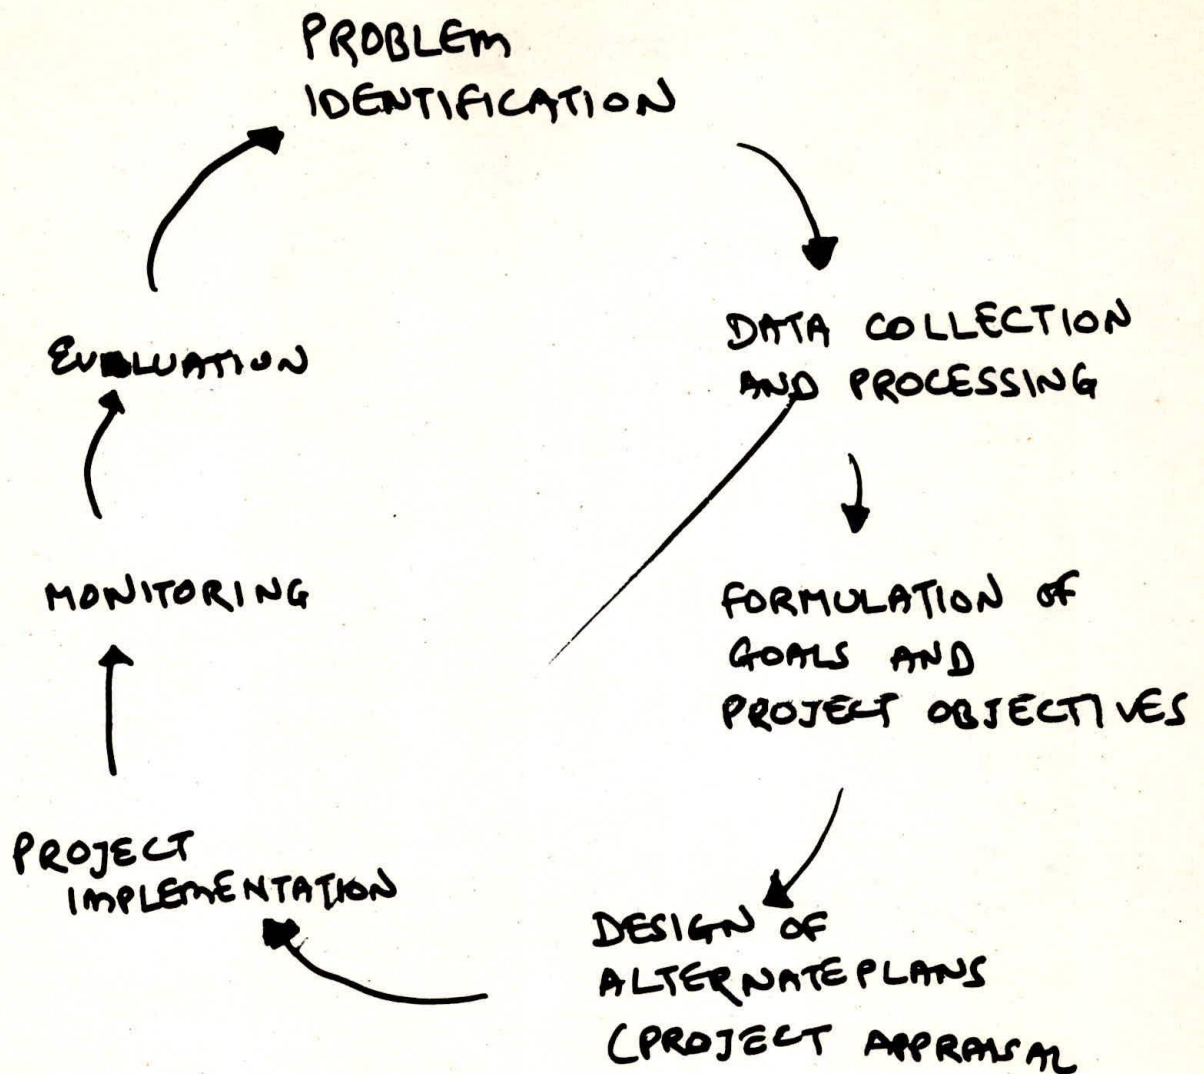 PROBLEM
IDENTIFICATION
DATA COLLECTION
AND PROCESSING
FORMULATION OF
GOALS AND
PROJECT OBJECTIVES
DESIGN OF
ALTERNATE PLANS
(PROJECT APPRAISAL
PROJECT
IMPLEMENTATION
MONITORING
EVALUATION